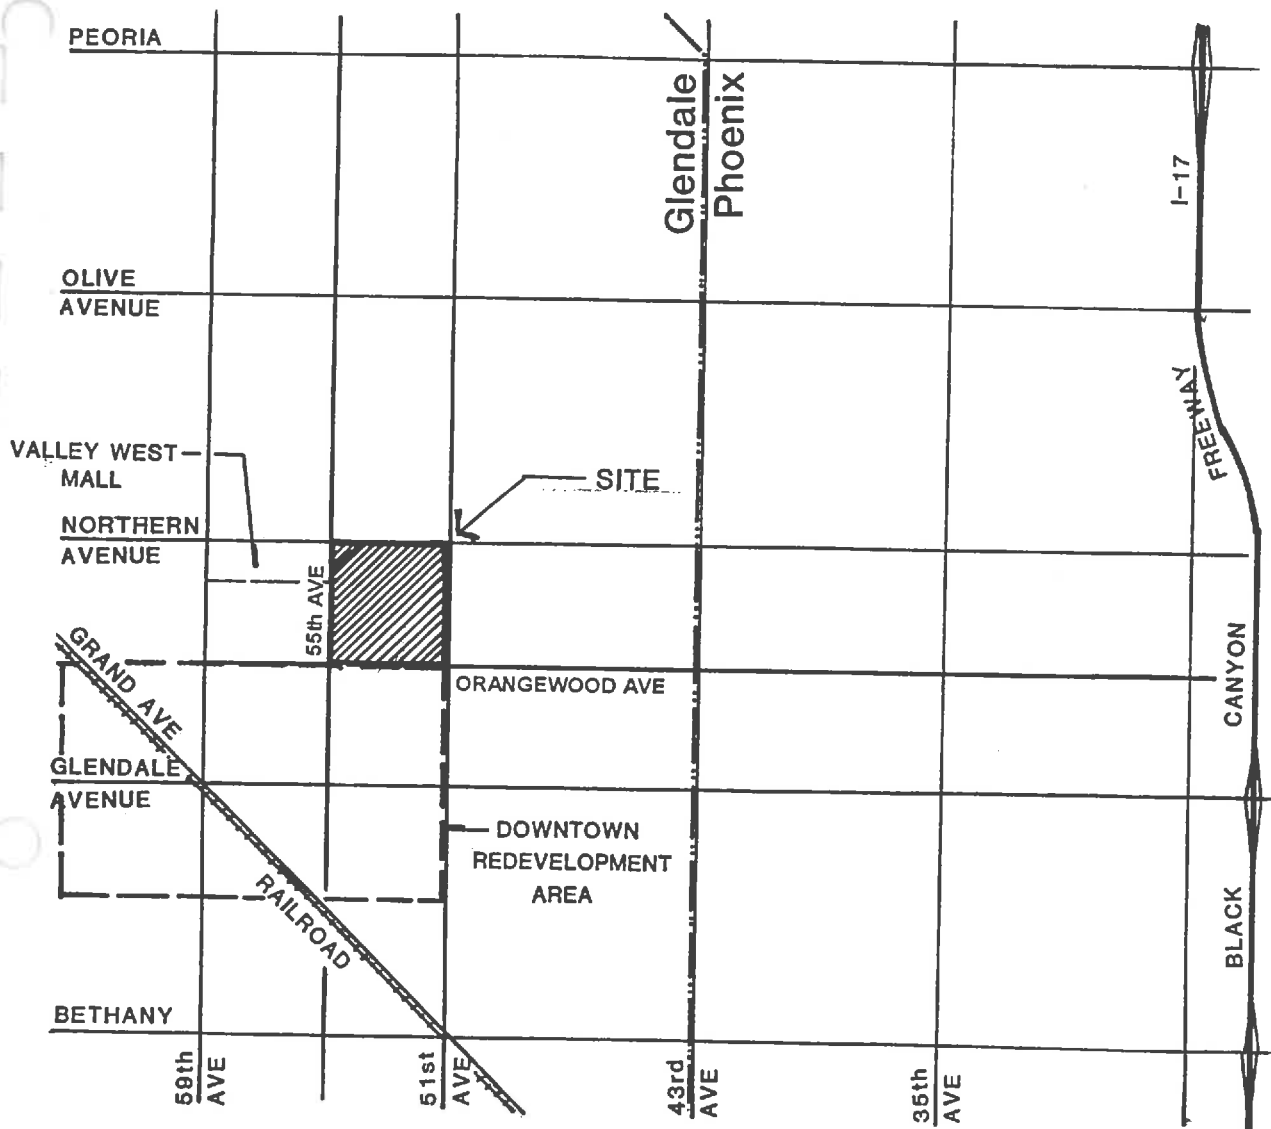 PEORIA
Glendale
Phoenix
I-17
OLIVE
AVENUE
FREEWAY
VALLEY WEST
MALL
SITE
NORTHERN
AVENUE
55th AVE
GRAND AVE
ORANGEWOOD AVE
CANYON
GLENDALE
AVENUE
DOWNTOWN
REDEVELOPMENT
AREA
RAILROAD
BLACK
BETHANY
59th
AVE
51st
AVE
43rd
AVE
35th
AVE